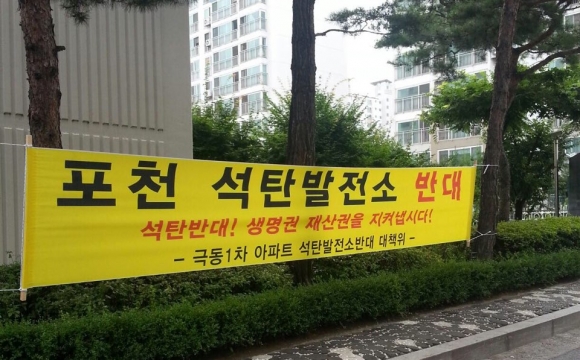 포천 석탄발전소 반대
석탄반대! 생명권 재산권을 지켜냅시다!
- 극동1차 아파트 석탄발전소반대 대책위 -